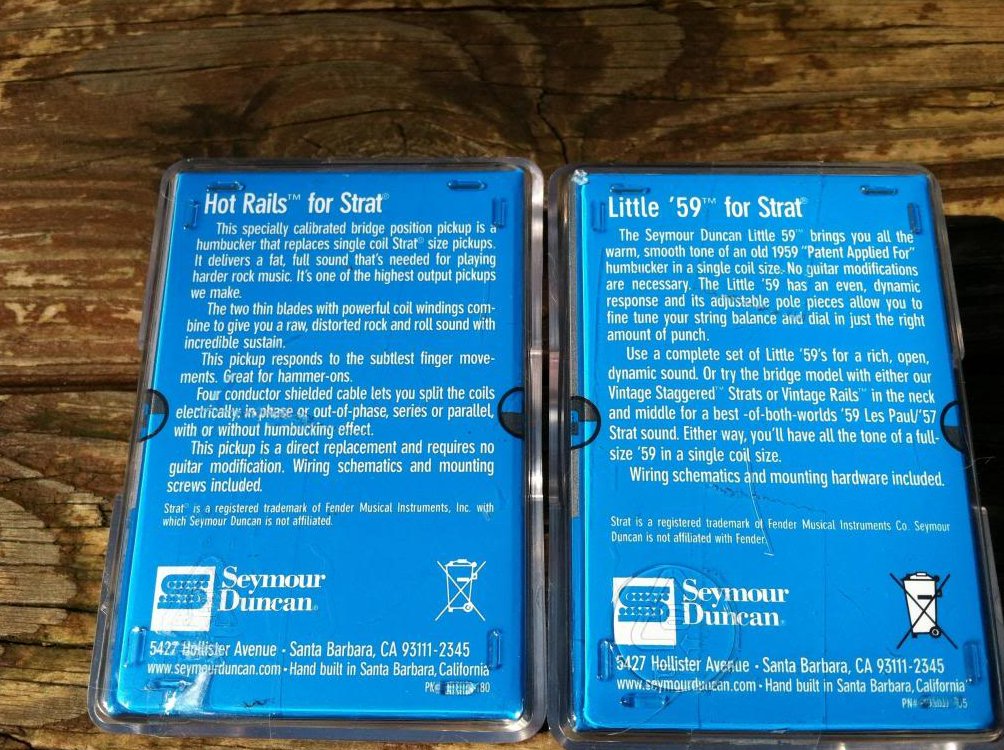 Hot Rails™ for Strat®
This specially calibrated bridge position pickup is a
humbucker that replaces single coil Strat® size pickups.
It delivers a fat, full sound that's needed for playing
harder rock music. It's one of the highest output pickups
we make.
The two thin blades with powerful coil windings com-
bine to give you a raw, distorted rock and roll sound with
incredible sustain.
This pickup responds to the subtlest finger move-
ments. Great for hammer-ons.
Four conductor shielded cable lets you split the coils
electrically; in phase or out-of-phase, series or parallel,
with or without humbucking effect.
This pickup is a direct replacement and requires no
guitar modification. Wiring schematics and mounting
screws included.
Strat® is a registered trademark of Fender Musical Instruments, Inc. with
which Seymour Duncan is not affiliated.
Seymour
Duncan®
5427 Hollister Avenue • Santa Barbara, CA 93111-2345
www.seymourduncan.com • Hand built in Santa Barbara, California
Little '59™ for Strat®
The Seymour Duncan Little 59™ brings you all the
warm, smooth tone of an old 1959 "Patent Applied For"
humbucker in a single coil size. No guitar modifications
are necessary. The Little '59 has an even, dynamic
response and its adjustable pole pieces allow you to
fine tune your string balance and dial in just the right
amount of punch.
Use a complete set of Little '59's for a rich, open,
dynamic sound. Or try the bridge model with either our
Vintage Staggered™ Strats or Vintage Rails™ in the neck
and middle for a best -of-both-worlds '59 Les Paul/'57
Strat sound. Either way, you'll have all the tone of a full-
size '59 in a single coil size.
Wiring schematics and mounting hardware included.
Strat is a registered trademark of Fender Musical Instruments Co. Seymour
Duncan is not affiliated with Fender.
Seymour
Duncan®
5427 Hollister Avenue • Santa Barbara, CA 93111-2345
www.seymourduncan.com • Hand built in Santa Barbara, California
PN#